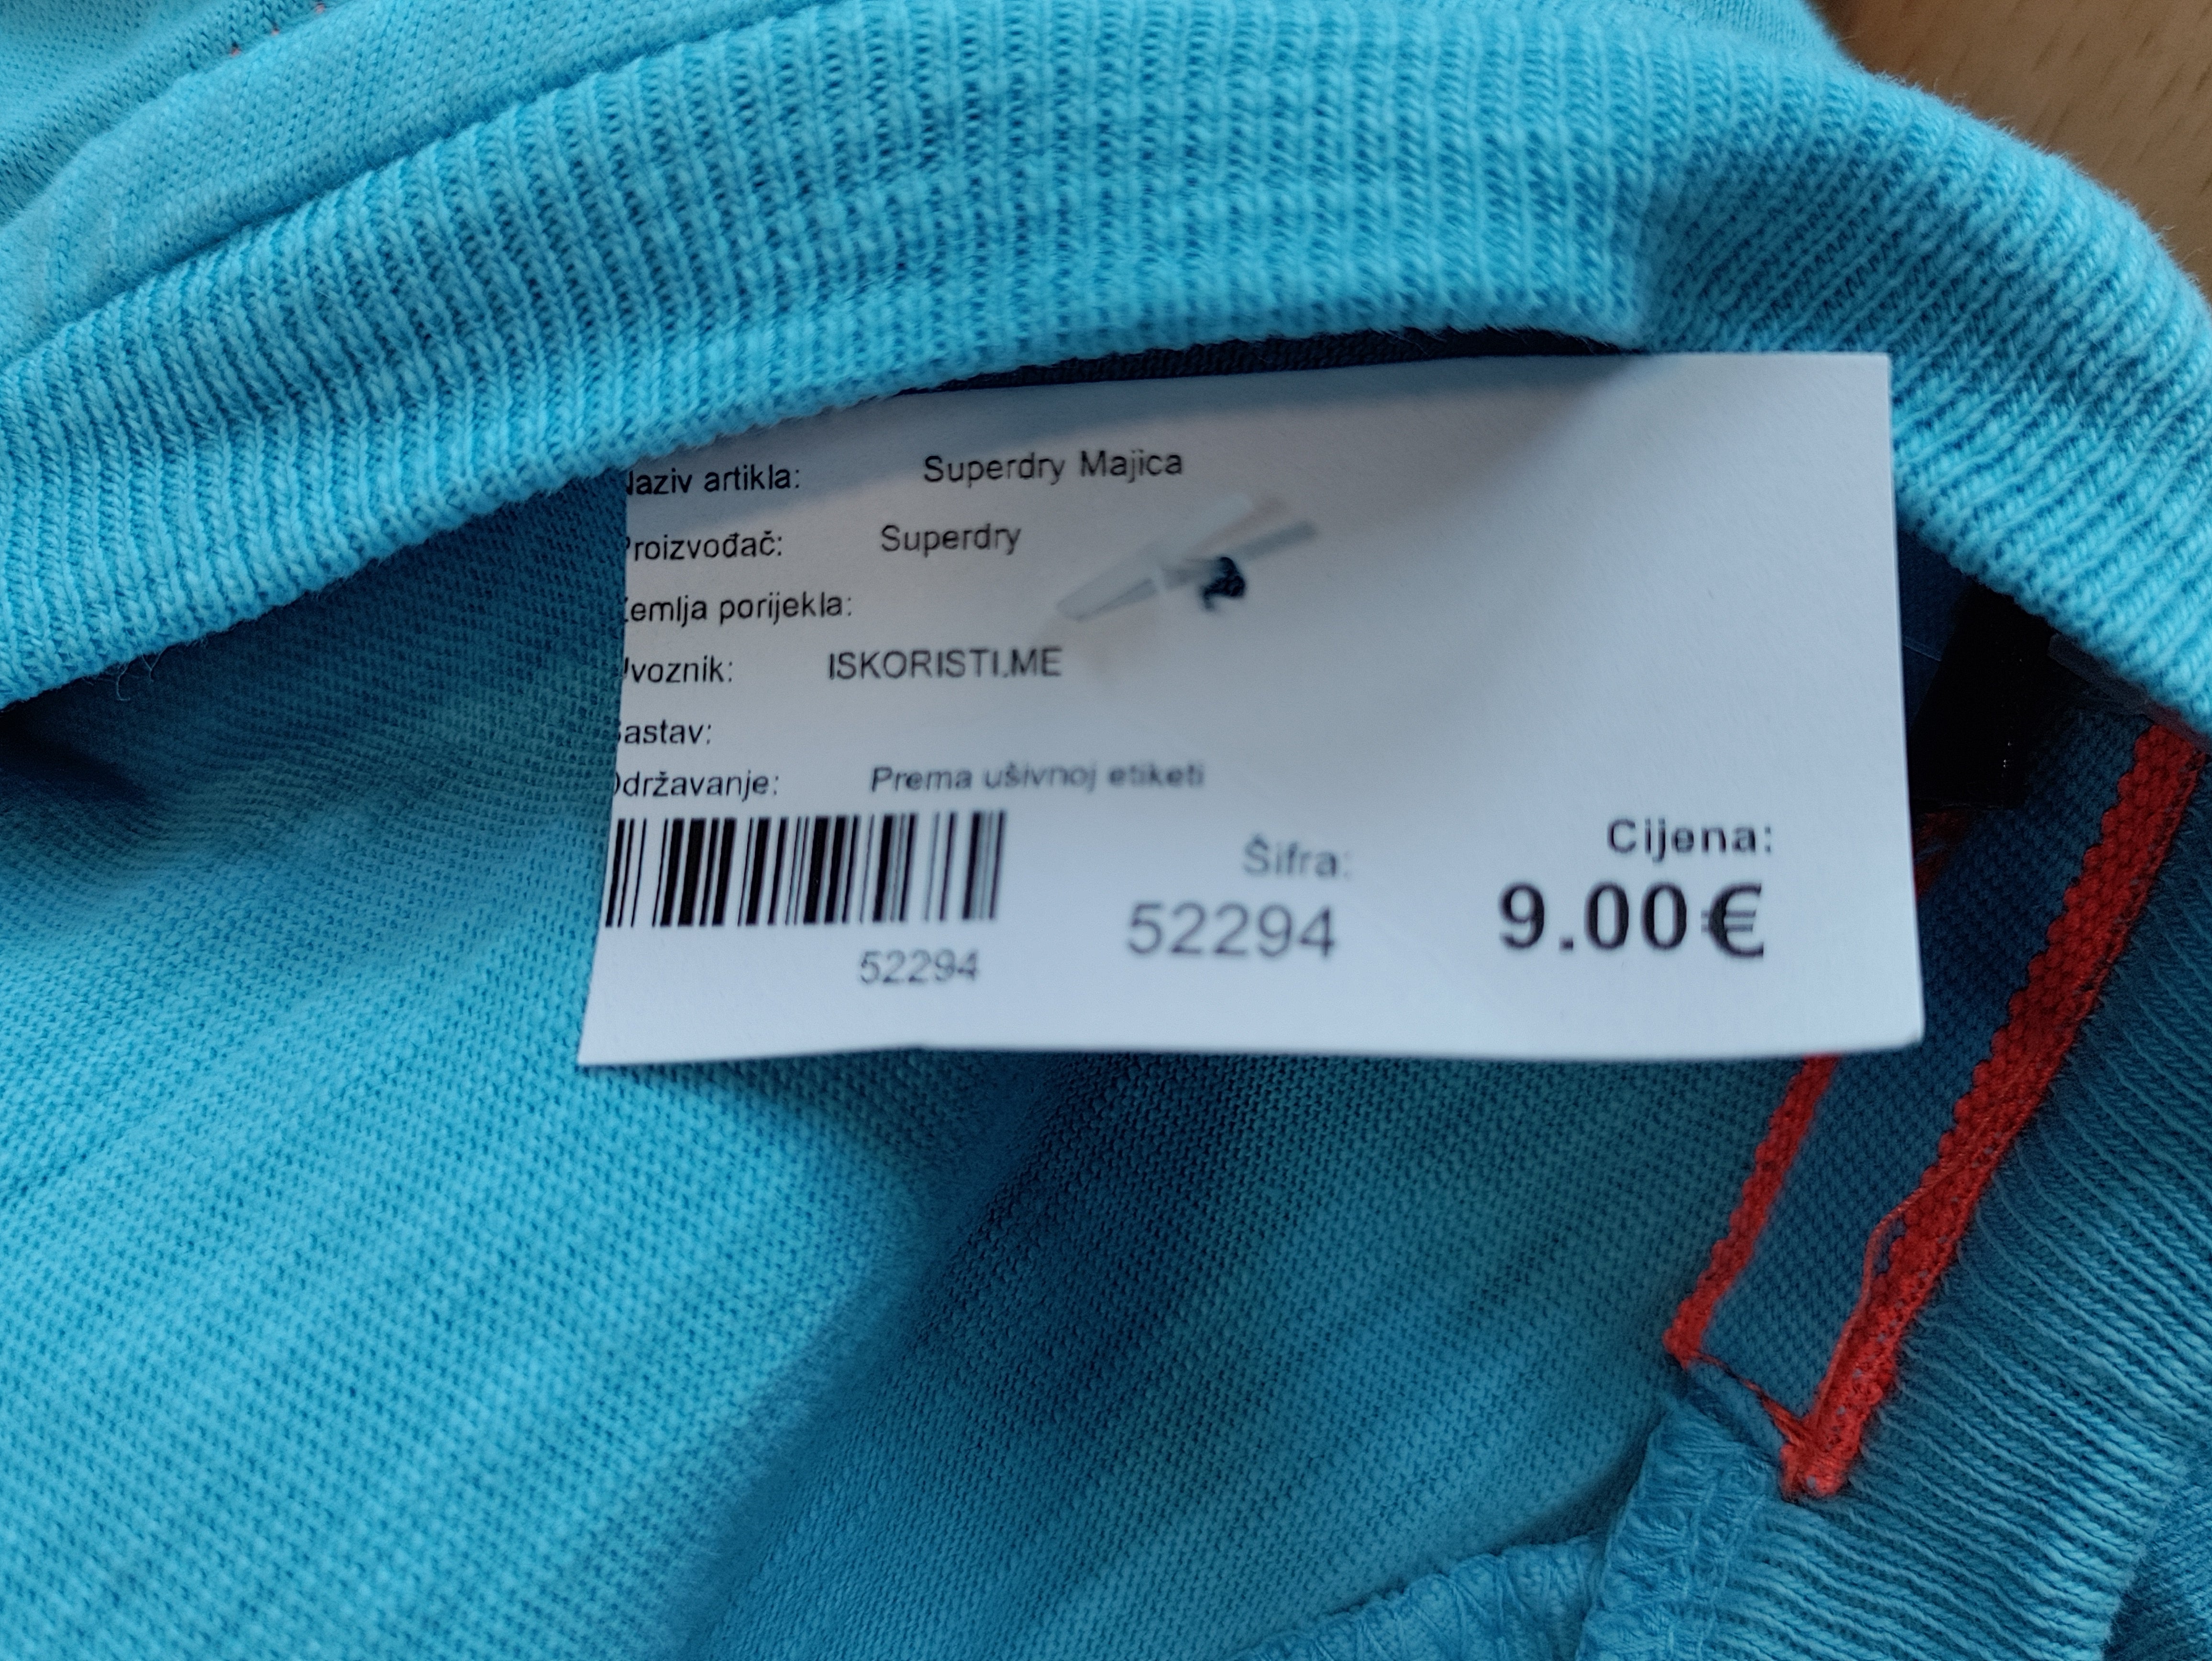 Naziv artikla: Superdry Majica
Proizvođač: Superdry
Zemlja porijekla:
Uvoznik: ISKORISTI.ME
Sastav:
Održavanje: Prema ušivnoj etiketi
Šifra: Cijena:
52294 9.00€
52294